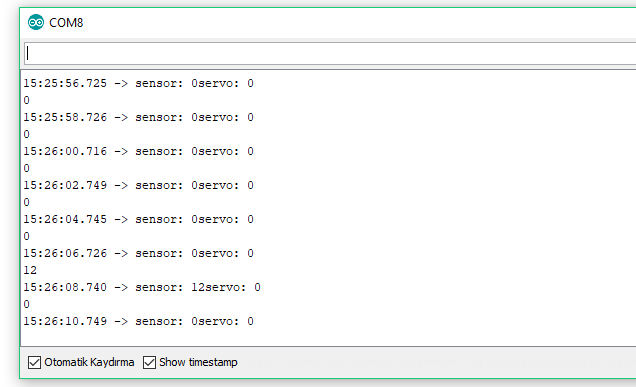 COM8
15:25:56.725 -> sensor: 0servo: 0
0
15:25:58.726 -> sensor: 0servo: 0
0
15:26:00.716 -> sensor: 0servo: 0
0
15:26:02.749 -> sensor: 0servo: 0
0
15:26:04.745 -> sensor: 0servo: 0
0
15:26:06.726 -> sensor: 0servo: 0
12
15:26:08.740 -> sensor: 12servo: 0
0
15:26:10.749 -> sensor: 0servo: 0
Otomatik Kaydırma Show timestamp